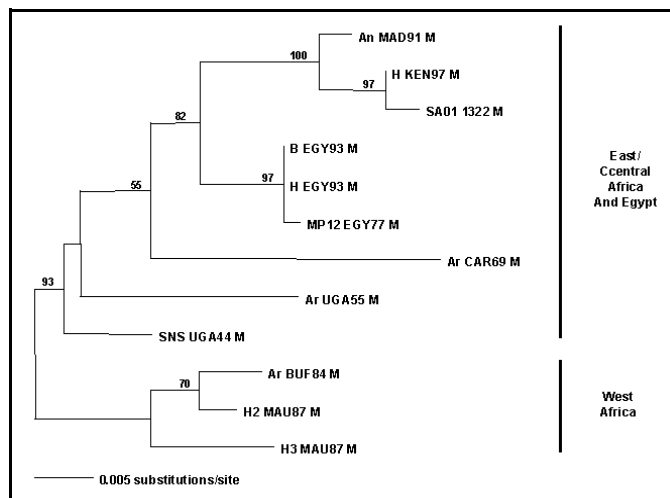 An MAD91 M
100
H KEN97 M
97
SA01 1322 M
82
B EGY93 M
97
H EGY93 M
MP12 EGY77 M
55
Ar CAR69 M
93
Ar UGA55 M
SNS UGA44 M
Ar BUF84 M
70
H2 MAU87 M
H3 MAU87 M
0.005 substitutions/site
East/
Ccentral
Africa
And Egypt
West
Africa